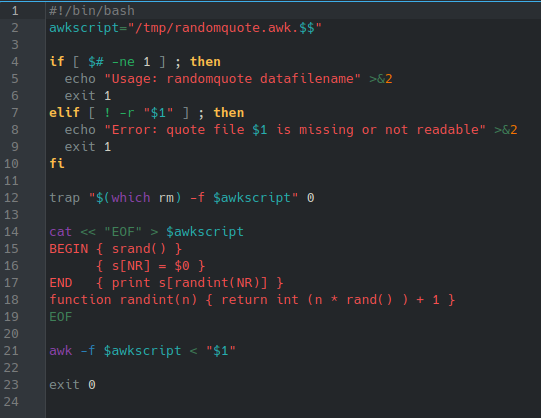 1 #!/bin/bash
2 awkscript="/tmp/randomquote.awk.$$"
3
4 if [ $# -ne 1 ] ; then
5   echo "Usage: randomquote datafilename" >&2
6   exit 1
7 elif [ ! -r "$1" ] ; then
8   echo "Error: quote file $1 is missing or not readable" >&2
9   exit 1
10 fi
11
12 trap "$(which rm) -f $awkscript" 0
13
14 cat << "EOF" > $awkscript
15 BEGIN { srand() }
16       { s[NR] = $0 }
17 END   { print s[randint(NR)] }
18 function randint(n) { return int (n * rand() ) + 1 }
19 EOF
20
21 awk -f $awkscript < "$1"
22
23 exit 0
24